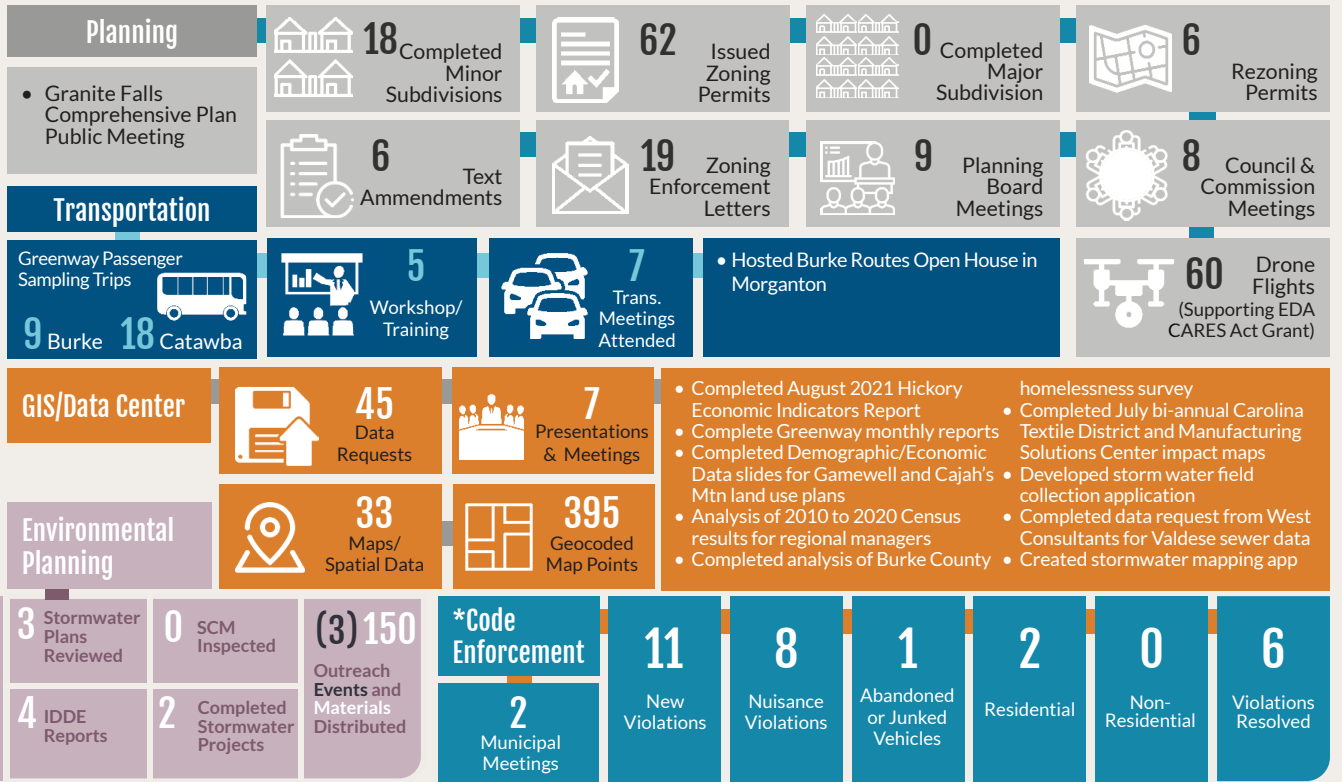 Planning
• Granite Falls
Comprehensive Plan
Public Meeting
18 Completed
Minor
Subdivisions
62 Issued
Zoning
Permits
0 Completed
Major
Subdivision
6 Rezoning
Permits
6 Text
Ammendments
19 Zoning
Enforcement
Letters
9 Planning
Board
Meetings
8 Council &
Commission
Meetings
60 Drone
Flights
(Supporting EDA
CARES Act Grant)
Transportation
Greenway Passenger
Sampling Trips
9 Burke 18 Catawba
5
Workshop/
Training
7
Trans.
Meetings
Attended
• Hosted Burke Routes Open House in
Morganton
GIS/Data Center
45
Data
Requests
7
Presentations
& Meetings
33
Maps/
Spatial Data
395
Geocoded
Map Points
• Completed August 2021 Hickory
Economic Indicators Report
• Complete Greenway monthly reports
• Completed Demographic/Economic
Data slides for Gamewell and Cajah's
Mtn land use plans
• Analysis of 2010 to 2020 Census
results for regional managers
• Completed analysis of Burke County
homelessness survey
• Completed July bi-annual Carolina
Textile District and Manufacturing
Solutions Center impact maps
• Developed storm water field
collection application
• Completed data request from West
Consultants for Valdese sewer data
• Created stormwater mapping app
Environmental
Planning
3 Stormwater
Plans
Reviewed
0 SCM
Inspected
4 IDDE
Reports
2 Completed
Stormwater
Projects
(3) 150
Outreach
Events and
Materials
Distributed
*Code
Enforcement
2
Municipal
Meetings
11
New
Violations
8
Nuisance
Violations
1
Abandoned
or Junked
Vehicles
2
Residential
0
Non-
Residential
6
Violations
Resolved